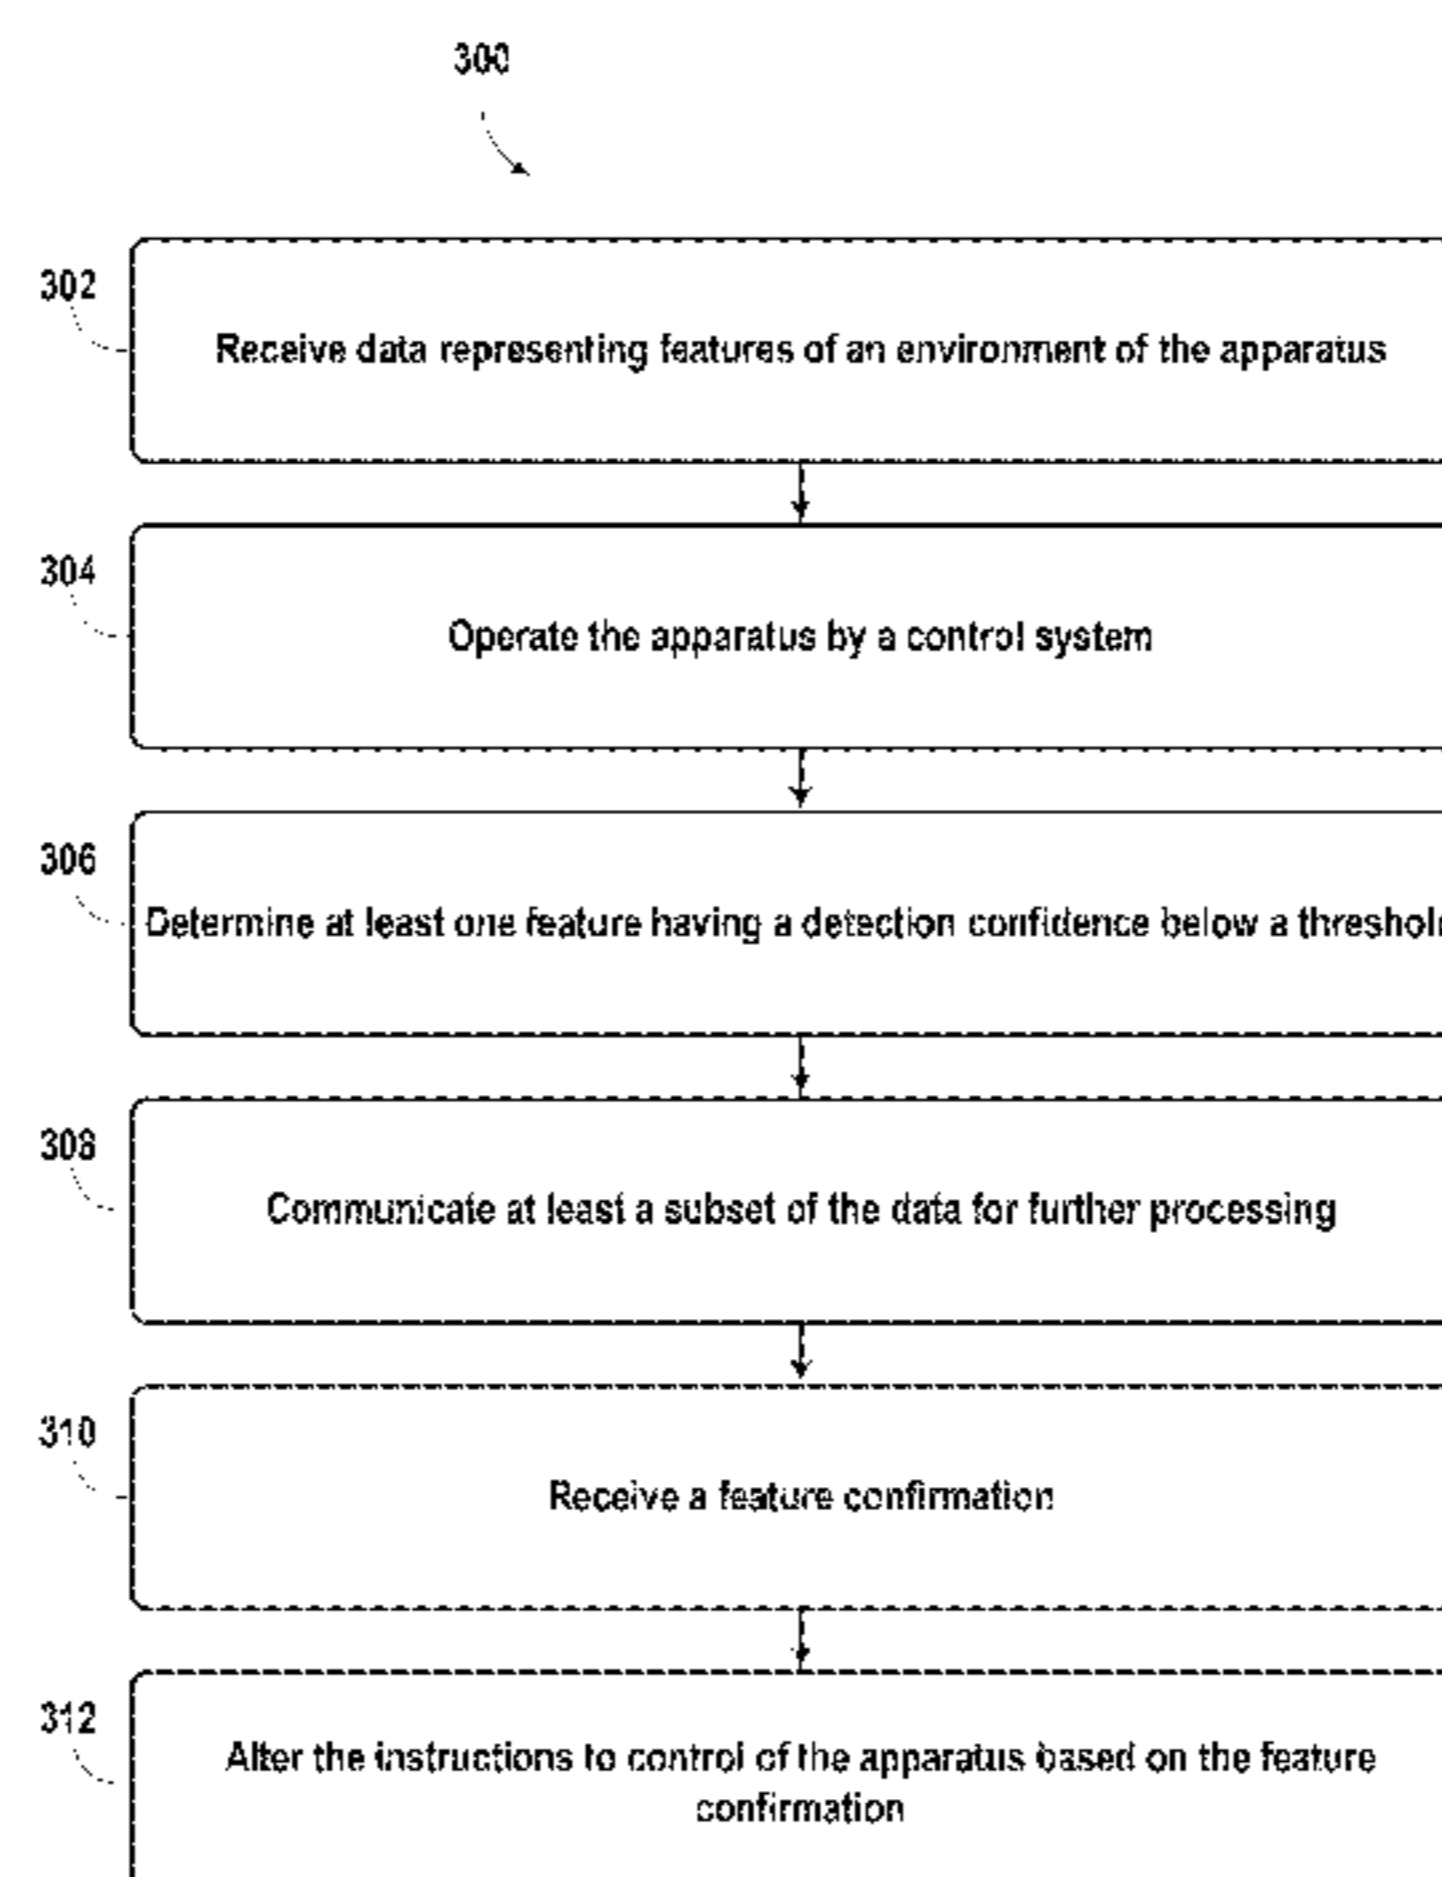 300
302
Receive data representing features of an environment of the apparatus
304
Operate the apparatus by a control system
306
Determine at least one feature having a detection confidence below a threshol
308
Communicate at least a subset of the data for further processing
310
Receive a feature confirmation
312
Alter the instructions to control of the apparatus based on the feature
confirmation